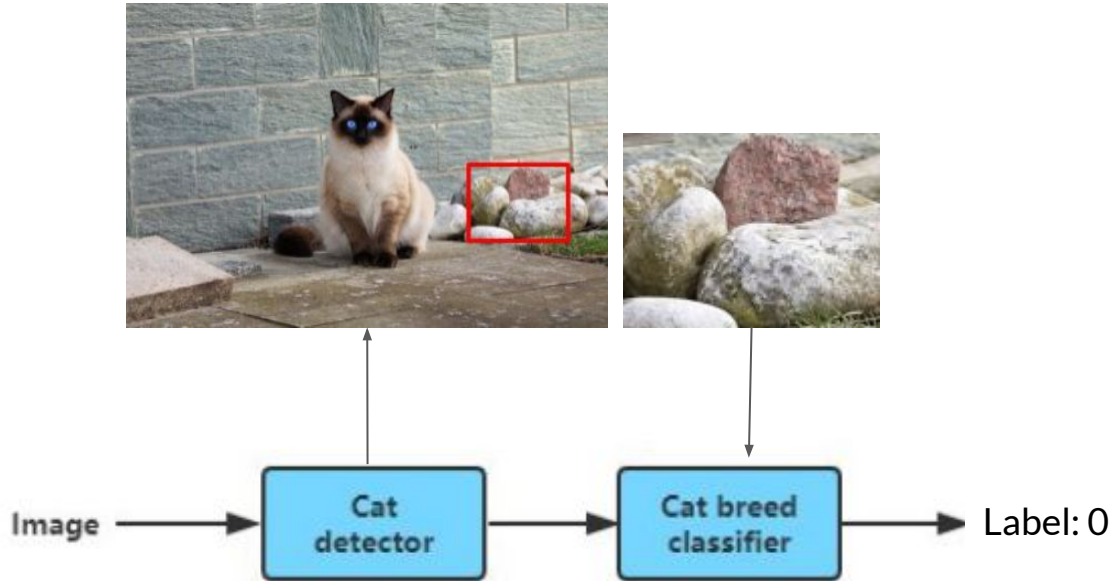 Image
Cat
detector
Cat breed
classifier
Label: 0